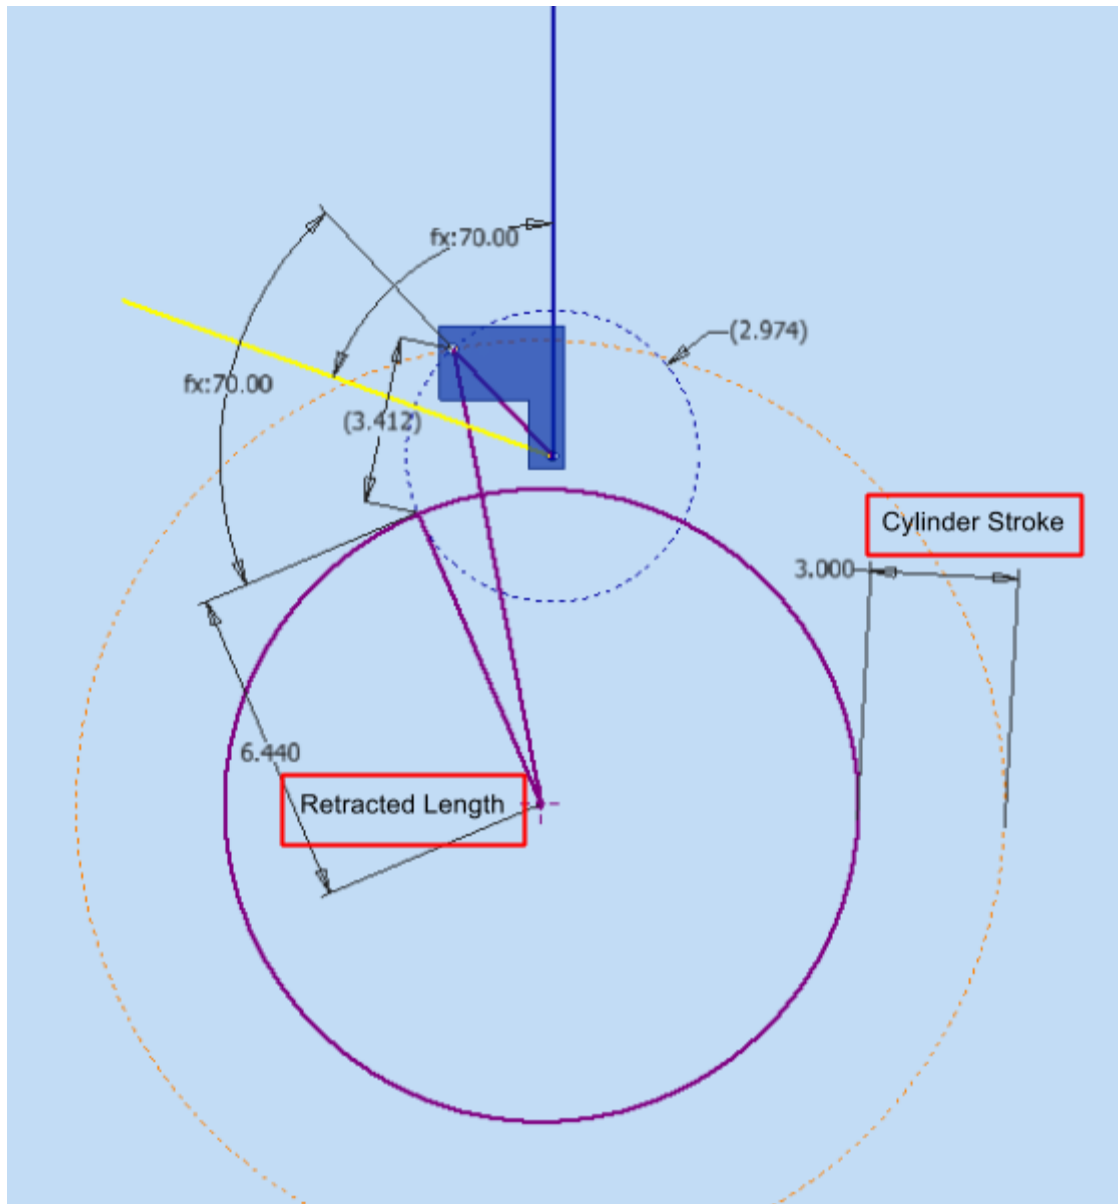 fx:70.00
(2.974)
fx:70.00
(3.412)
Cylinder Stroke
3.000
6.440
Retracted Length